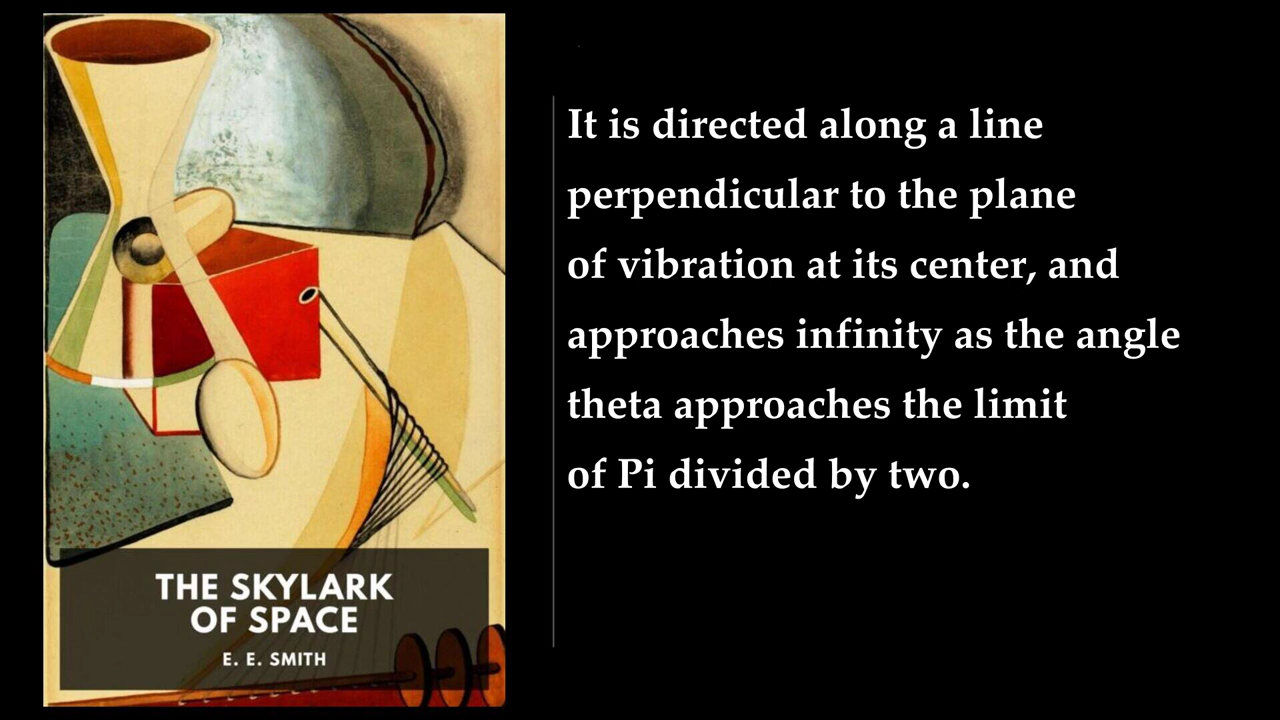 THE SKYLARK
OF SPACE
E. E. SMITH
It is directed along a line
perpendicular to the plane
of vibration at its center, and
approaches infinity as the angle
theta approaches the limit
of Pi divided by two.